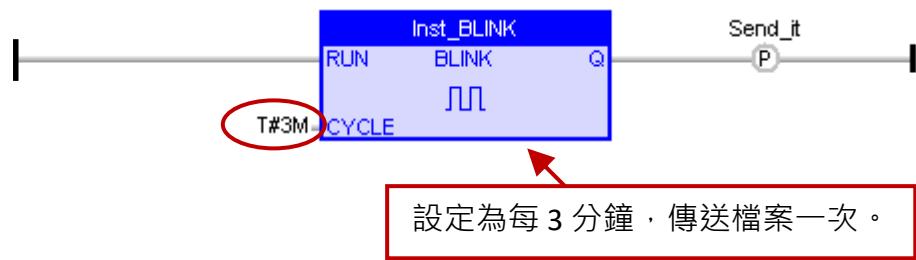 Inst_BLINK
Send_it
RUN BLINK Q
P
T#3M CYCLE
設定為每 3 分鐘，傳送檔案一次。